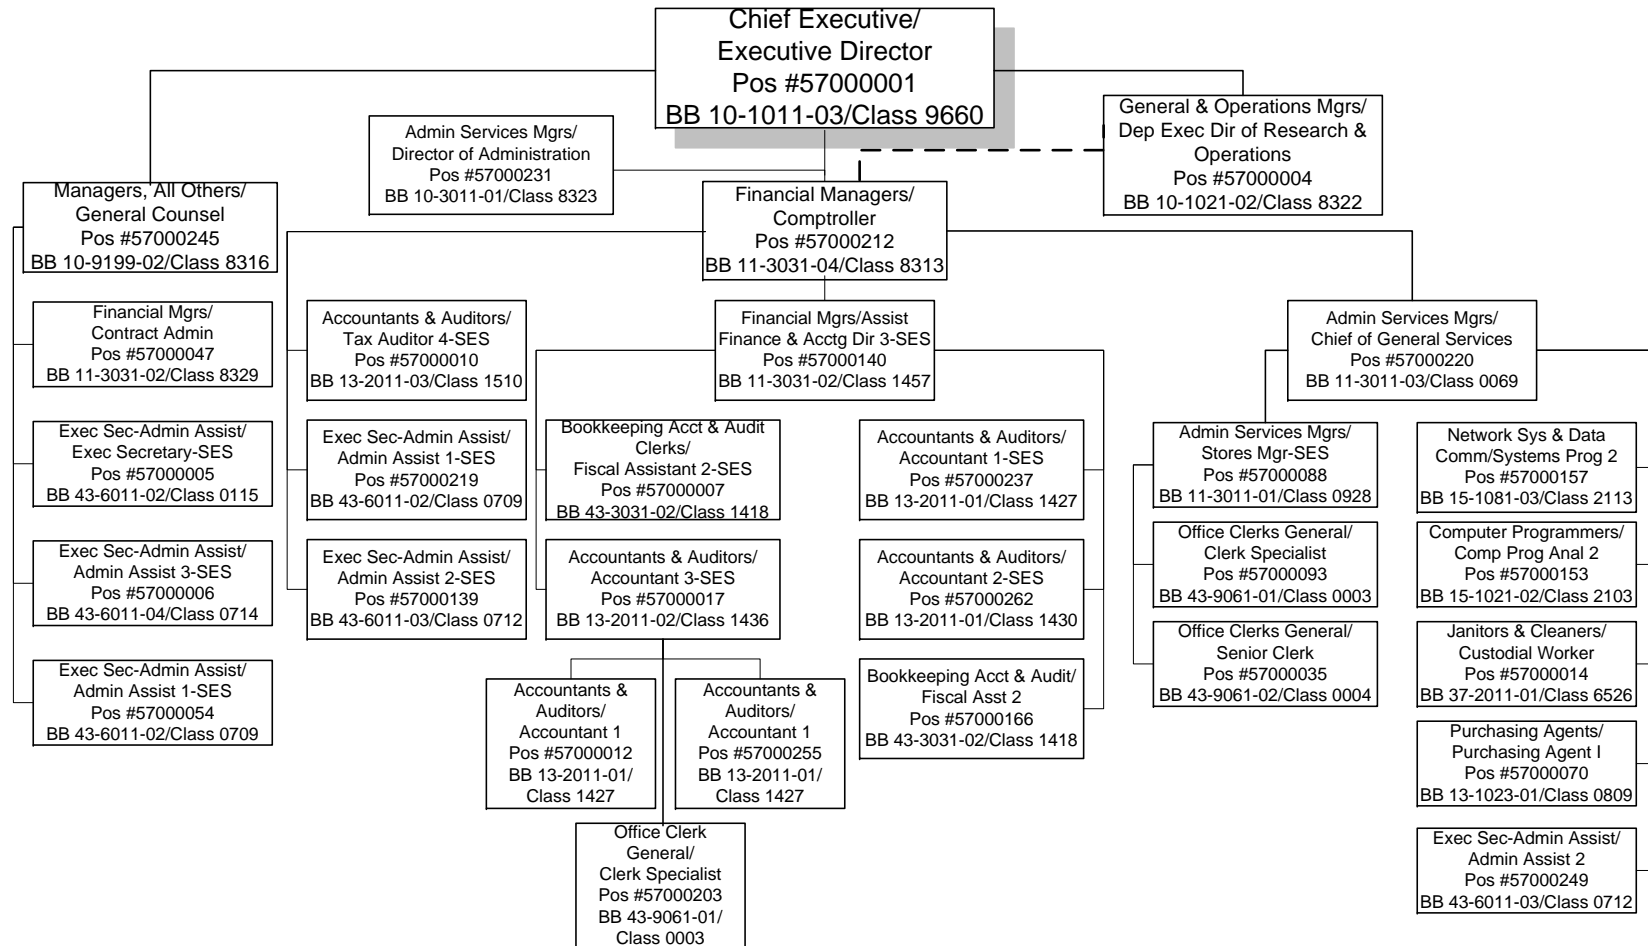 Chief Executive/
Executive Director
Pos #57000001
BB 10-1011-03/Class 9660
General & Operations Mgrs/
Dep Exec Dir of Research &
Operations
Pos #57000004
BB 10-1021-02/Class 8322
Admin Services Mgrs/
Director of Administration
Pos #57000231
BB 10-3011-01/Class 8323
Managers, All Others/
General Counsel
Pos #57000245
BB 10-9199-02/Class 8316
Financial Managers/
Comptroller
Pos #57000212
BB 11-3031-04/Class 8313
Financial Mgrs/
Contract Admin
Pos #57000047
BB 11-3031-02/Class 8329
Accountants & Auditors/
Tax Auditor 4-SES
Pos #57000010
BB 13-2011-03/Class 1510
Financial Mgrs/Assist
Finance & Acctg Dir 3-SES
Pos #57000140
BB 11-3031-02/Class 1457
Admin Services Mgrs/
Chief of General Services
Pos #57000220
BB 11-3011-03/Class 0069
Exec Sec-Admin Assist/
Exec Secretary-SES
Pos #57000005
BB 43-6011-02/Class 0115
Exec Sec-Admin Assist/
Admin Assist 1-SES
Pos #57000219
BB 43-6011-02/Class 0709
Bookkeeping Acct & Audit
Clerks/
Fiscal Assistant 2-SES
Pos #57000007
BB 43-3031-02/Class 1418
Accountants & Auditors/
Accountant 1-SES
Pos #57000237
BB 13-2011-01/Class 1427
Admin Services Mgrs/
Stores Mgr-SES
Pos #57000088
BB 11-3011-01/Class 0928
Network Sys & Data
Comm/Systems Prog 2
Pos #57000157
BB 15-1081-03/Class 2113
Exec Sec-Admin Assist/
Admin Assist 3-SES
Pos #57000006
BB 43-6011-04/Class 0714
Exec Sec-Admin Assist/
Admin Assist 2-SES
Pos #57000139
BB 43-6011-03/Class 0712
Accountants & Auditors/
Accountant 3-SES
Pos #57000017
BB 13-2011-02/Class 1436
Accountants & Auditors/
Accountant 2-SES
Pos #57000262
BB 13-2011-01/Class 1430
Office Clerks General/
Clerk Specialist
Pos #57000093
BB 43-9061-01/Class 0003
Computer Programmers/
Comp Prog Anal 2
Pos #57000153
BB 15-1021-02/Class 2103
Exec Sec-Admin Assist/
Admin Assist 1-SES
Pos #57000054
BB 43-6011-02/Class 0709
Accountants &
Auditors/
Accountant 1
Pos #57000012
BB 13-2011-01/
Class 1427
Accountants &
Auditors/
Accountant 1
Pos #57000255
BB 13-2011-01/
Class 1427
Bookkeeping Acct & Audit/
Fiscal Asst 2
Pos #57000166
BB 43-3031-02/Class 1418
Office Clerks General/
Senior Clerk
Pos #57000035
BB 43-9061-02/Class 0004
Janitors & Cleaners/
Custodial Worker
Pos #57000014
BB 37-2011-01/Class 6526
Purchasing Agents/
Purchasing Agent I
Pos #57000070
BB 13-1023-01/Class 0809
Office Clerk
General/
Clerk Specialist
Pos #57000203
BB 43-9061-01/
Class 0003
Exec Sec-Admin Assist/
Admin Assist 2
Pos #57000249
BB 43-6011-03/Class 0712